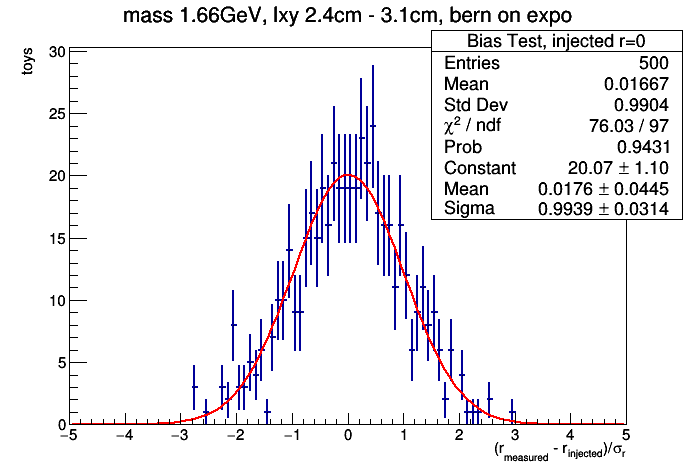 mass 1.66GeV, lxy 2.4cm - 3.1cm, bern on expo
Bias Test, injected r=0
Entries 500
Mean 0.01667
Std Dev 0.9904
χ² / ndf 76.03 / 97
Prob 0.9431
Constant 20.07 ± 1.10
Mean 0.0176 ± 0.0445
Sigma 0.9939 ± 0.0314
toys
30
25
20
15
10
5
0
−5 −4 −3 −2 −1 0 1 2 3 4 5
(r_measured - r_injected)/σ_r